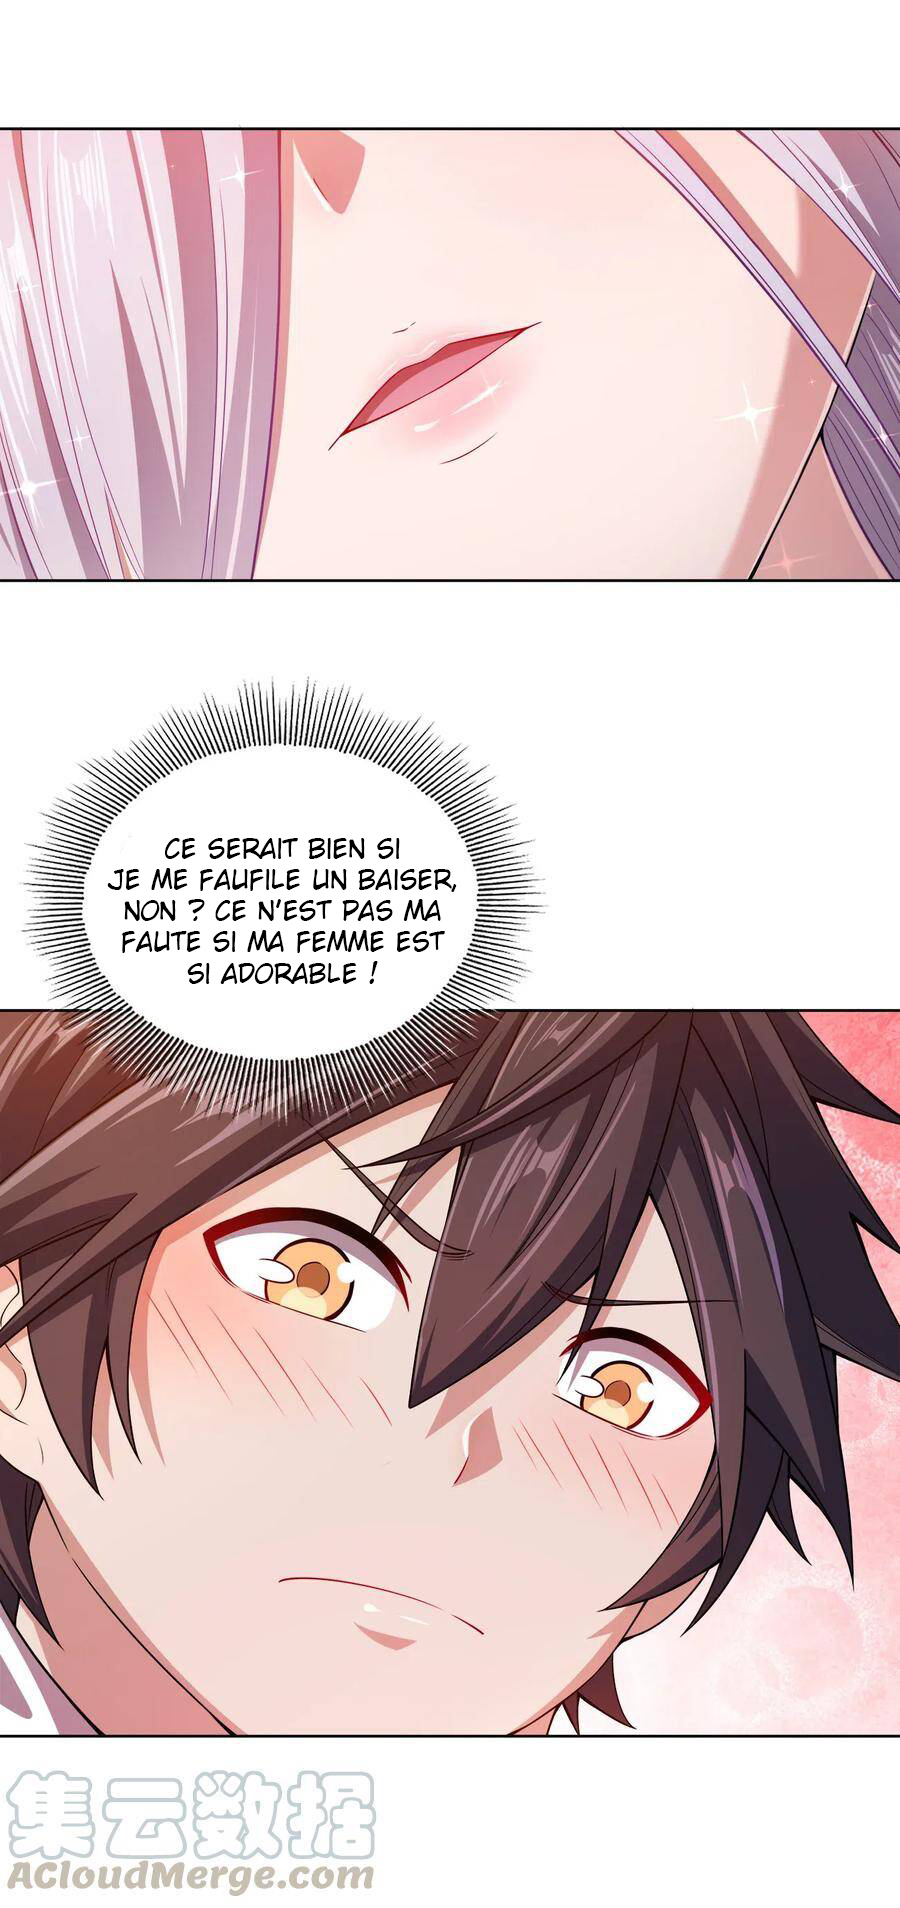 CE SERAIT BIEN SI
JE ME FAUFILE UN BAISER,
NON ? CE N'EST PAS MA
FAUTE SI MA FEMME EST
SI ADORABLE !
集云数据
ACloudMerge.com